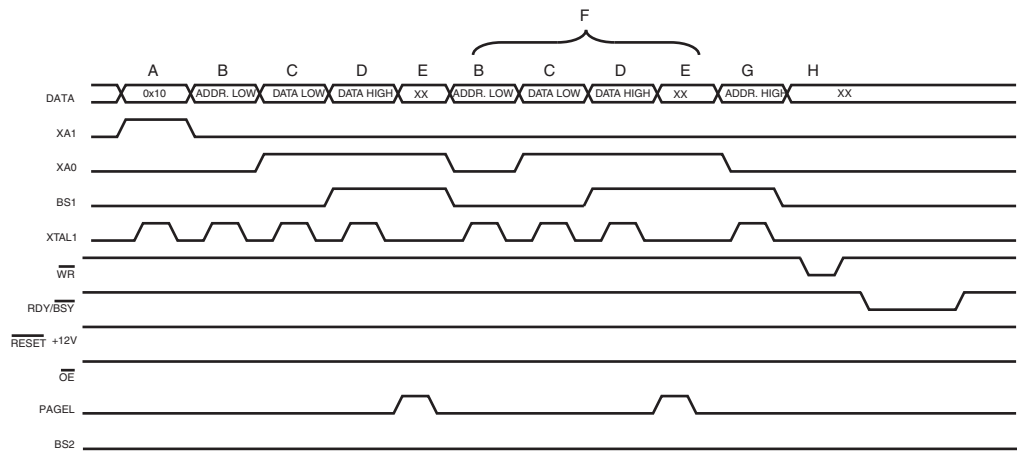 F
A B C D E B C D E G H
DATA 0x10 ADDR. LOW DATA LOW DATA HIGH XX ADDR. LOW DATA LOW DATA HIGH XX ADDR. HIGH XX
XA1
XA0
BS1
XTAL1
WR
RDY/BSY
RESET +12V
OE
PAGEL
BS2